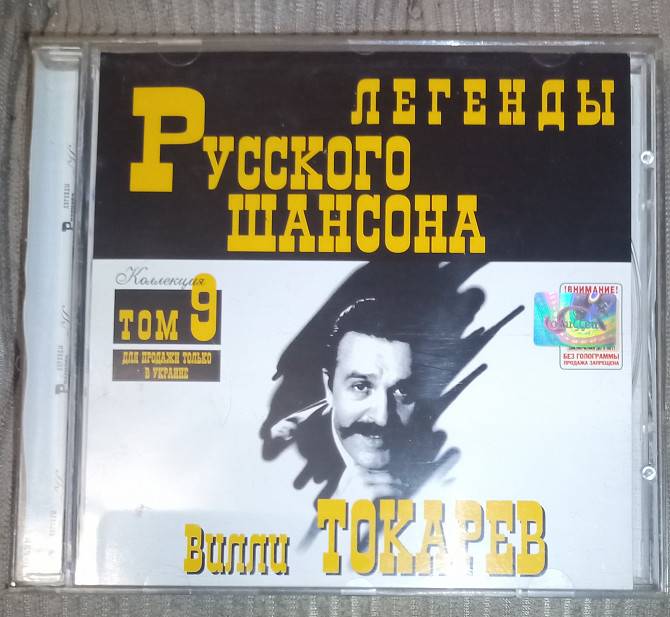 ЛЕГЕНДЫ
РУССКОГО
ШАНСОНА
Коллекция
ТОМ 9
ДЛЯ ПРОДАЖИ ТОЛЬКО
В УКРАИНЕ
!ВНИМАНИЕ!
БЕЗ ГОЛОГРАММЫ
ПРОДАЖА ЗАПРЕЩЕНА
Вилли ТОКАРЕВ